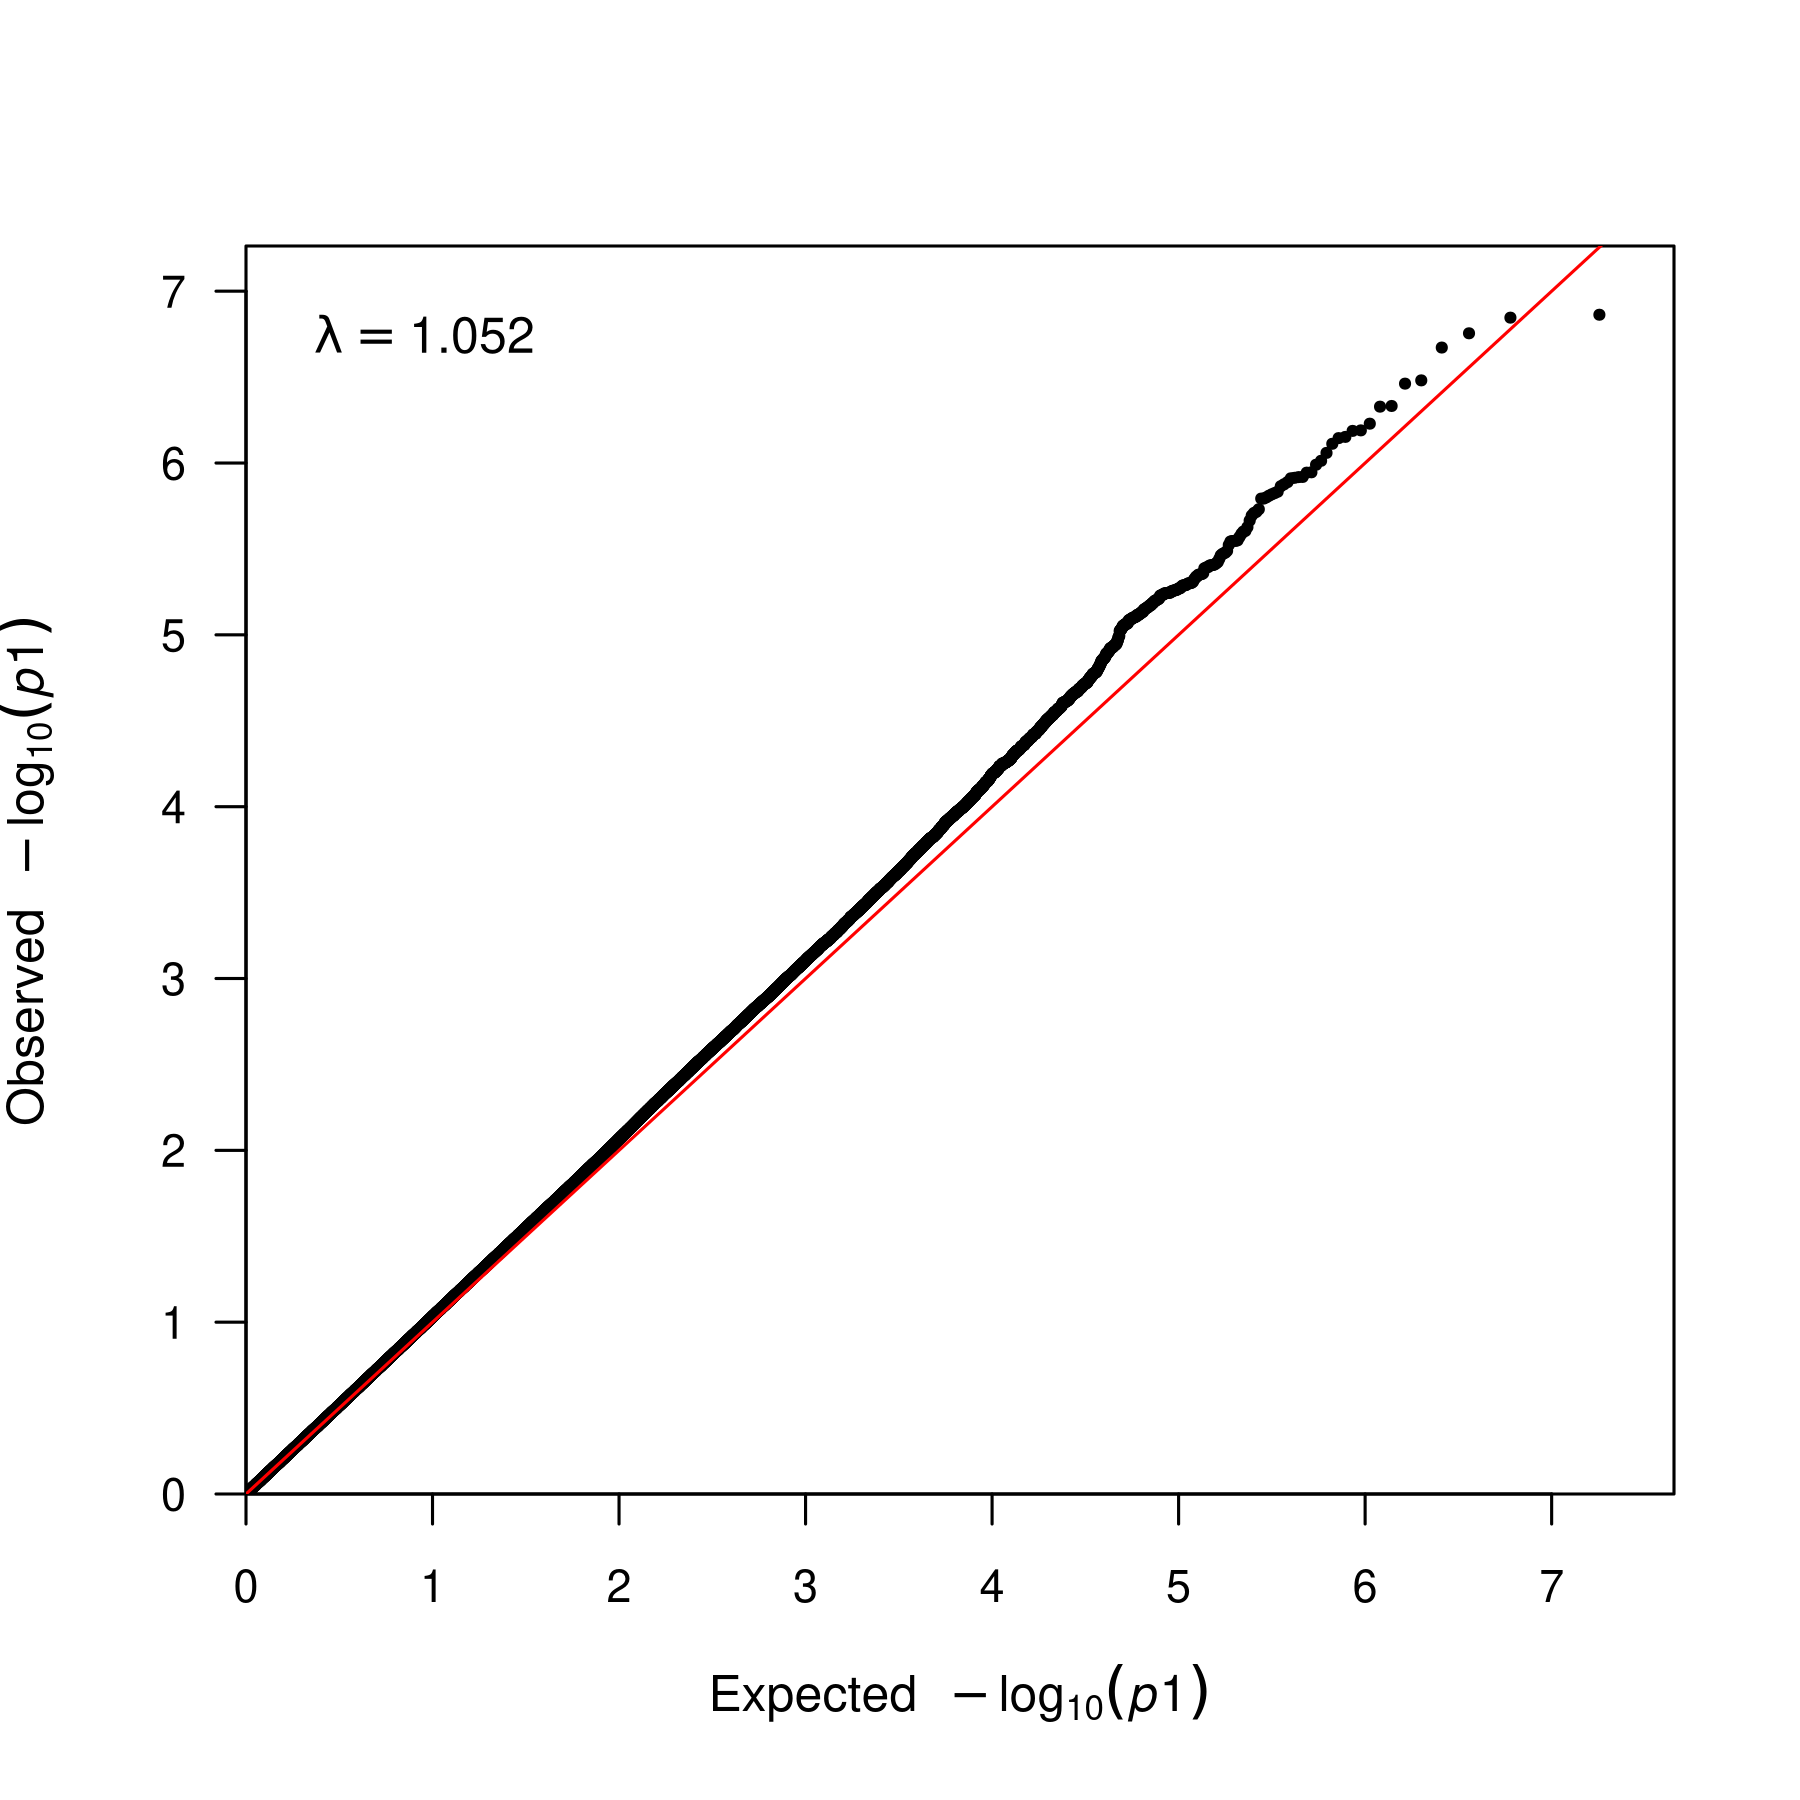 λ = 1.052
7
6
5
4
3
2
1
0
Observed −log₁₀(p1)
0 1 2 3 4 5 6 7
Expected −log₁₀(p1)